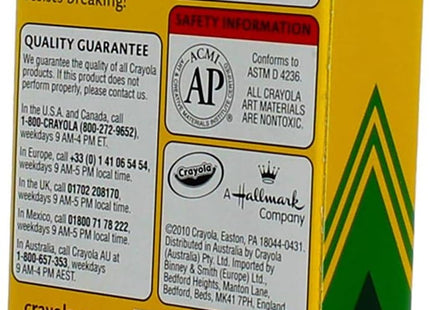 Breaking!
QUALITY GUARANTEE
We guarantee the quality of all Crayola
products. If this product does not
perform properly, please contact us.
In the U.S.A. and Canada, call
1-800-CRAYOLA (800-272-9652),
weekdays 9 AM-4 PM ET.
In Europe, call +33 (0) 1 41 06 54 54,
weekdays 9 AM-5 PM local time.
In the UK, call 01702 208170,
weekdays 9 AM-5 PM local time.
In Mexico, call 01800 71 78 222,
weekdays 9 AM-5 PM local time.
In Australia, call Crayola AU at
1-800-657-353, weekdays
9 AM-4 PM AEST.
SAFETY INFORMATION
ACMI
AP
ART & CREATIVE MATERIALS INSTITUTE
CERTIFIED
®
Conforms to
ASTM D 4236.
ALL CRAYOLA
ART MATERIALS
ARE NONTOXIC.
Crayola
A Hallmark
Company
©2010 Crayola, Easton, PA 18044-0431.
Distributed in Australia by Crayola
(Australia) Pty. Ltd. Imported by
Binney & Smith (Europe) Ltd.,
Bedford Heights, Manton Lane,
Bedford, Beds, MK41 7PH, England